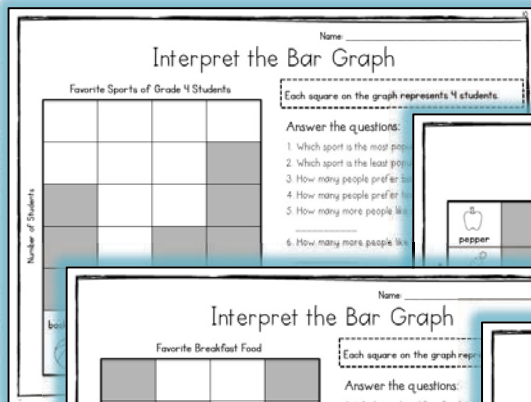 Name:
Interpret the Bar Graph
Favorite Sports of Grade 4 Students
Each square on the graph represents 4 students.
Answer the questions:
1. Which sport is the most
2. Which sport is the least
3. How many people prefer
4. How many people prefer
5. How many more people like
6. How many more people like
Number of Students
pepper
Name:
Interpret the Bar Graph
Favorite Breakfast Food
Each square on the graph
Answer the questions: